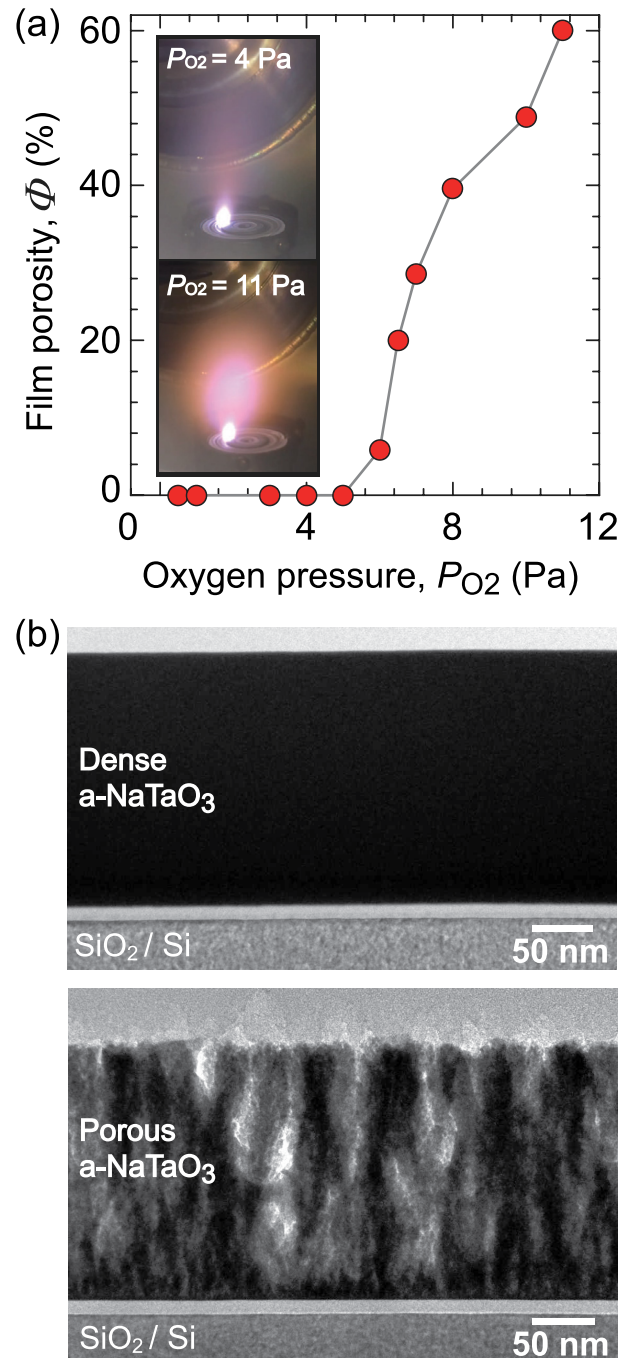 (a)
60
40
20
0
Film porosity, Φ (%)
PO2 = 4 Pa
PO2 = 11 Pa
0 4 8 12
Oxygen pressure, PO2 (Pa)
(b)
Dense
a-NaTaO3
SiO2 / Si
50 nm
Porous
a-NaTaO3
SiO2 / Si
50 nm